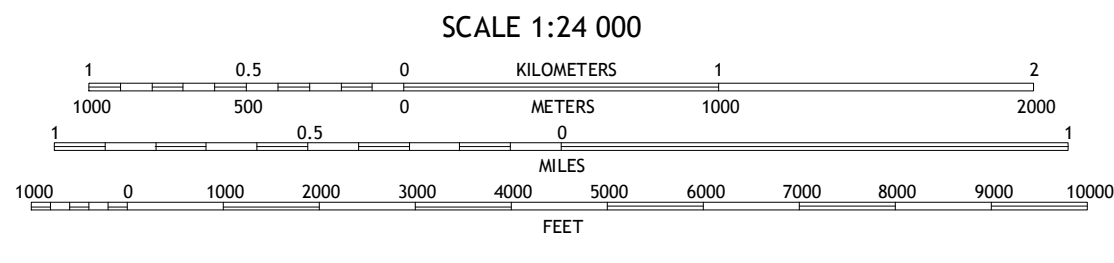 SCALE 1:24 000
1 0.5 0 KILOMETERS 1 2
1000 500 0 METERS 1000 2000
1 0.5 0 1
MILES
1000 0 1000 2000 3000 4000 5000 6000 7000 8000 9000 10000
FEET